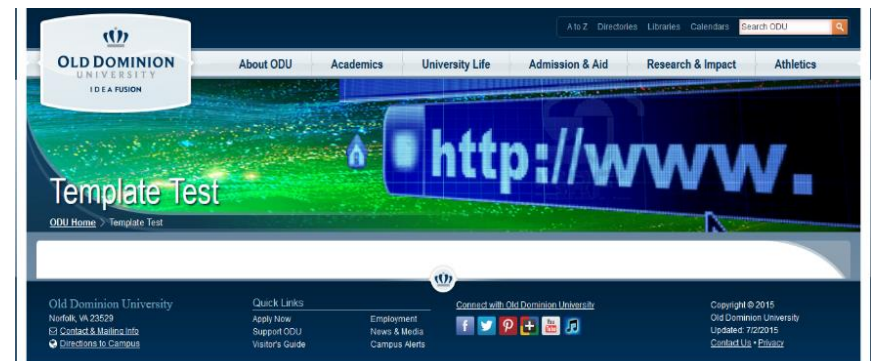 A to Z Directories Libraries Calendars Search ODU
OLD DOMINION
UNIVERSITY
IDEA FUSION
About ODU Academics University Life Admission & Aid Research & Impact Athletics
http://www.
Template Test
ODU Home > Template Test
Old Dominion University
Norfolk, VA 23529
Contact & Mailing Info
Directions to Campus
Quick Links
Apply Now Employment
Support ODU News & Media
Visitor's Guide Campus Alerts
Connect with Old Dominion University
You Tube
Copyright © 2015
Old Dominion University
Updated: 7/2/2015
Contact Us • Privacy